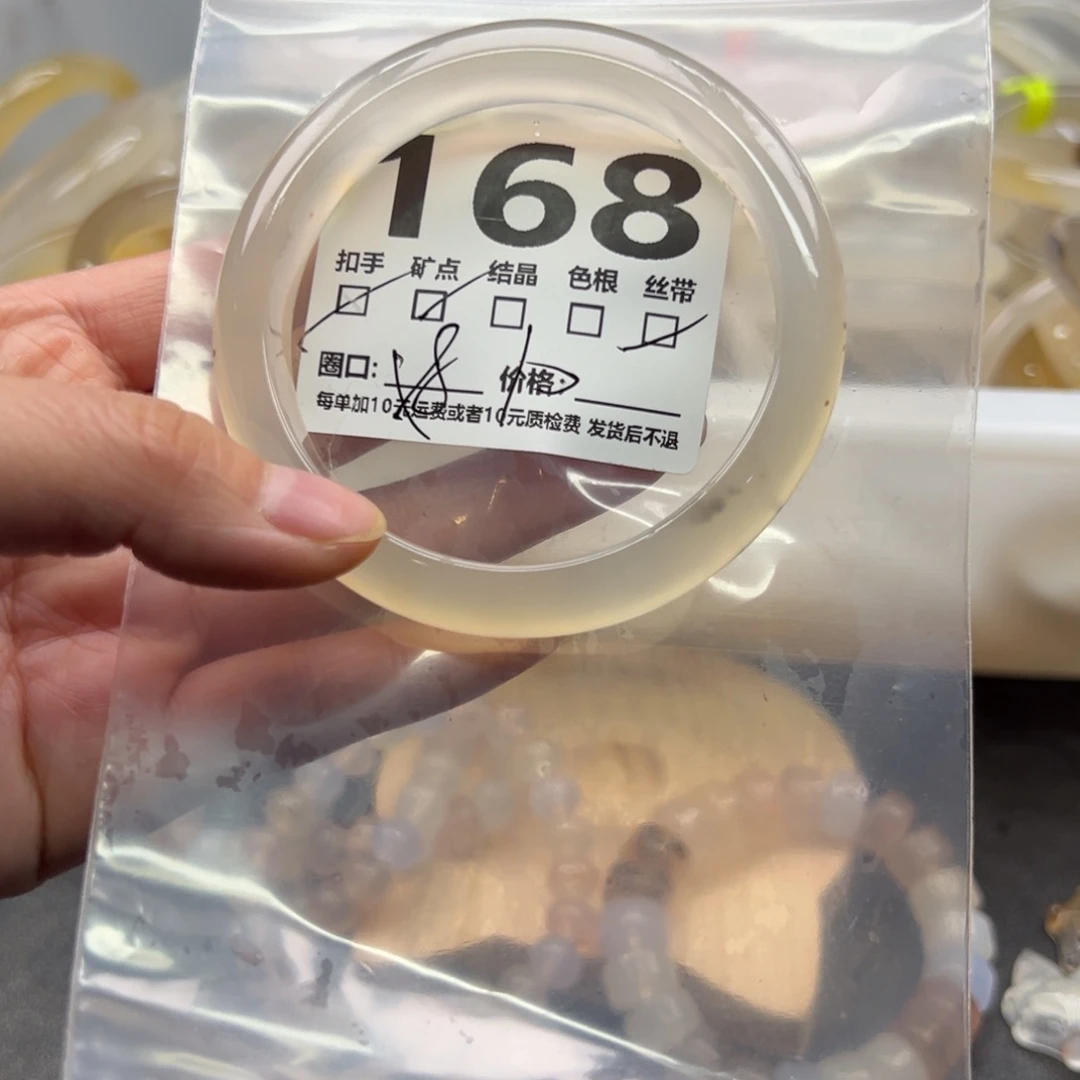 168
扣手 矿点 结晶 色根 丝带
圈口: 价格:
每单加10元运费或者10元质检费 发货后不退